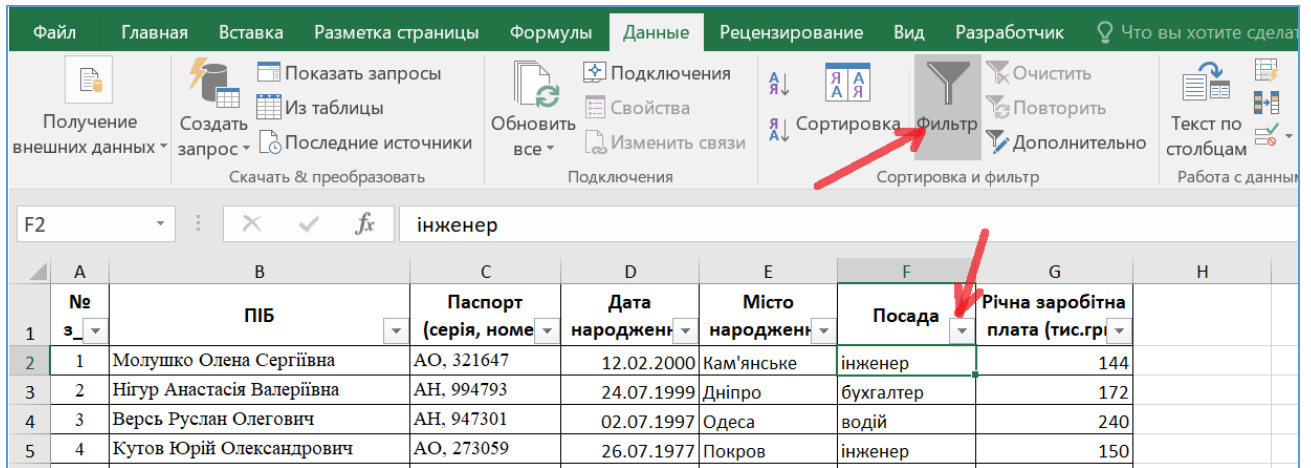 Файл Главная Вставка Разметка страницы Формулы Данные Рецензирование Вид Разработчик Что вы хотите сделат
Получение внешних данных
Создать запрос
Показать запросы
Из таблицы
Последние источники
Скачать & преобразовать
Обновить все
Подключения
Свойства
Изменить связи
Подключения
Сортировка
Фильтр
Очистить
Повторить
Дополнительно
Сортировка и фильтр
Текст по столбцам
Работа с данны
F2 fx інженер
A B C D E F G H
1 № з_ ПІБ Паспорт (серія, номе Дата народженн Місто народженн Посада Річна заробітна плата (тис.гр
2 1 Молушко Олена Сергіївна АО, 321647 12.02.2000 Кам'янське інженер 144
3 2 Нігур Анастасія Валеріївна АН, 994793 24.07.1999 Дніпро бухгалтер 172
4 3 Версь Руслан Олегович АН, 947301 02.07.1997 Одеса водій 240
5 4 Кутов Юрій Олександрович АО, 273059 26.07.1977 Покров інженер 150